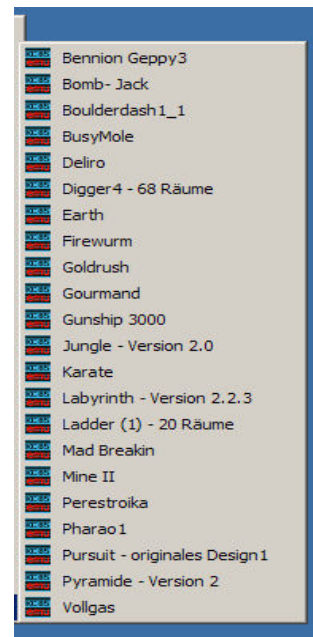 Bennion Geppy3
Bomb- Jack
Boulderdash1_1
BusyMole
Deliro
Digger4 - 68 Räume
Earth
Firewurm
Goldrush
Gourmand
Gunship 3000
Jungle - Version 2.0
Karate
Labyrinth - Version 2.2.3
Ladder (1) - 20 Räume
Mad Breakin
Mine II
Perestroika
Pharao1
Pursuit - originales Design1
Pyramide - Version 2
Vollgas